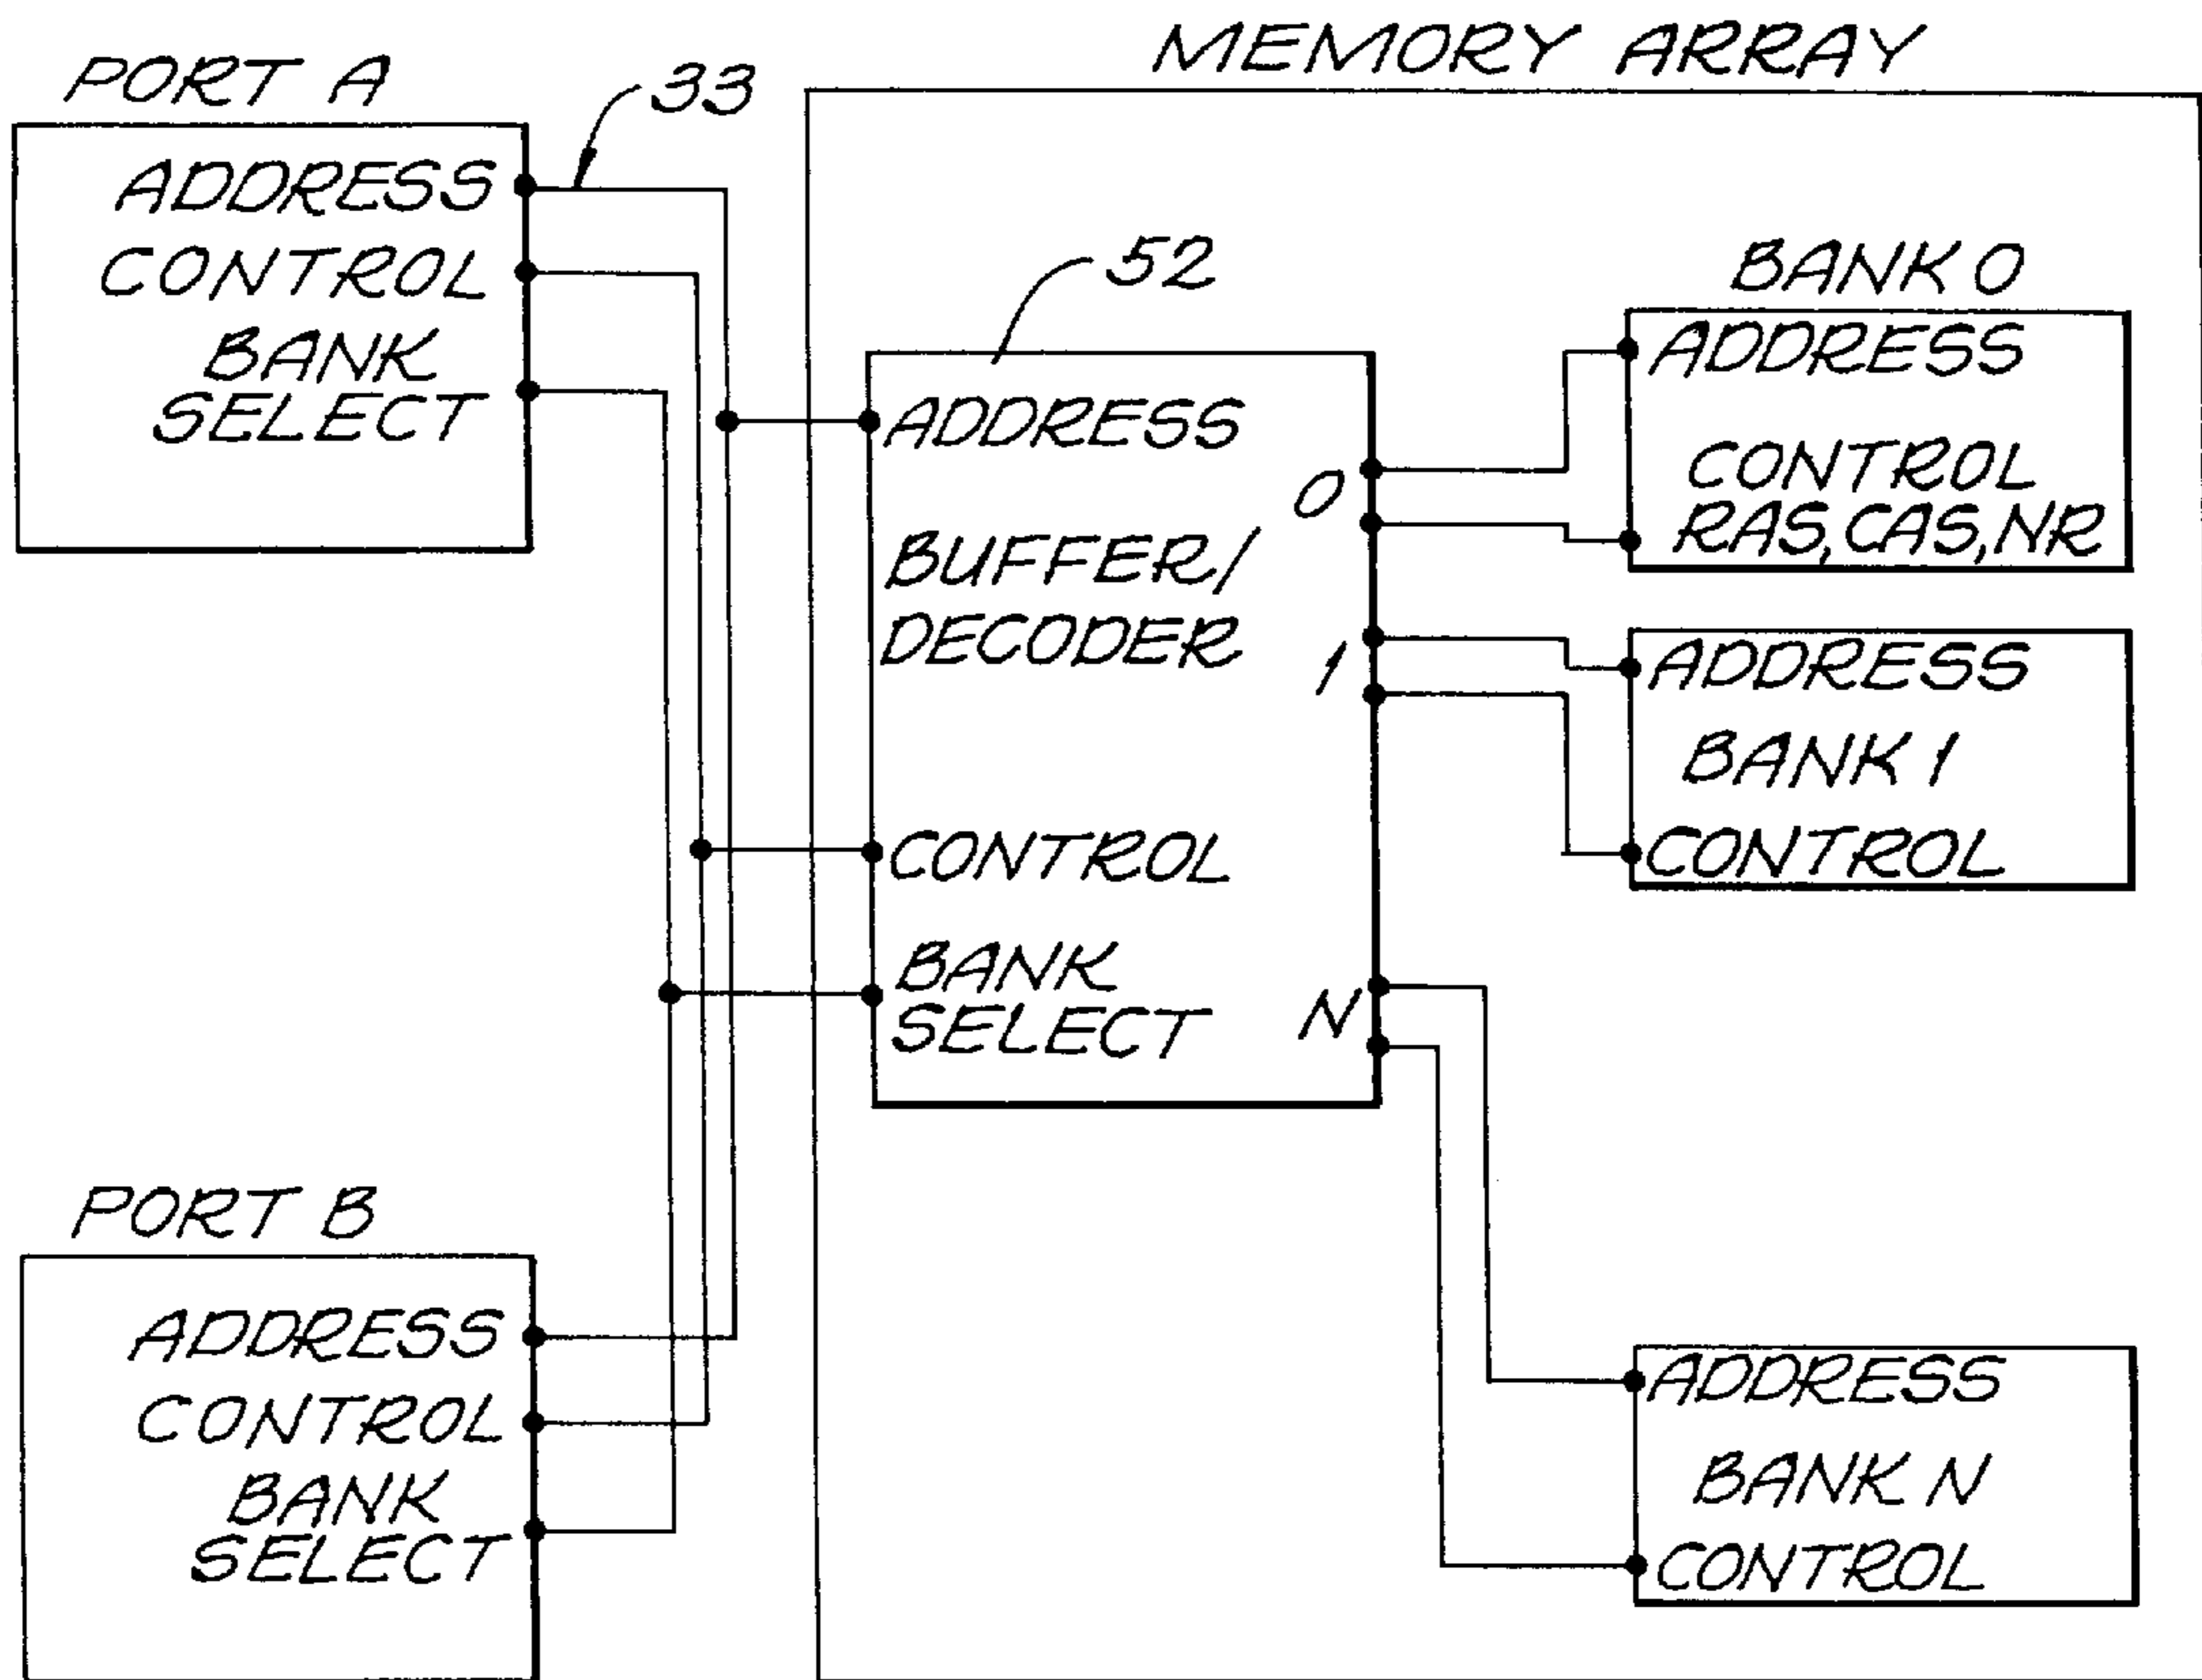 MEMORY ARRAY
PORT A
33
ADDRESS
CONTROL
BANK
SELECT
52
ADDRESS
0
BUFFER/
DECODER
1
CONTROL
BANK
SELECT
N
BANK 0
ADDRESS
CONTROL
RAS, CAS, NR
ADDRESS
BANK 1
CONTROL
PORT B
ADDRESS
CONTROL
BANK
SELECT
ADDRESS
BANK N
CONTROL